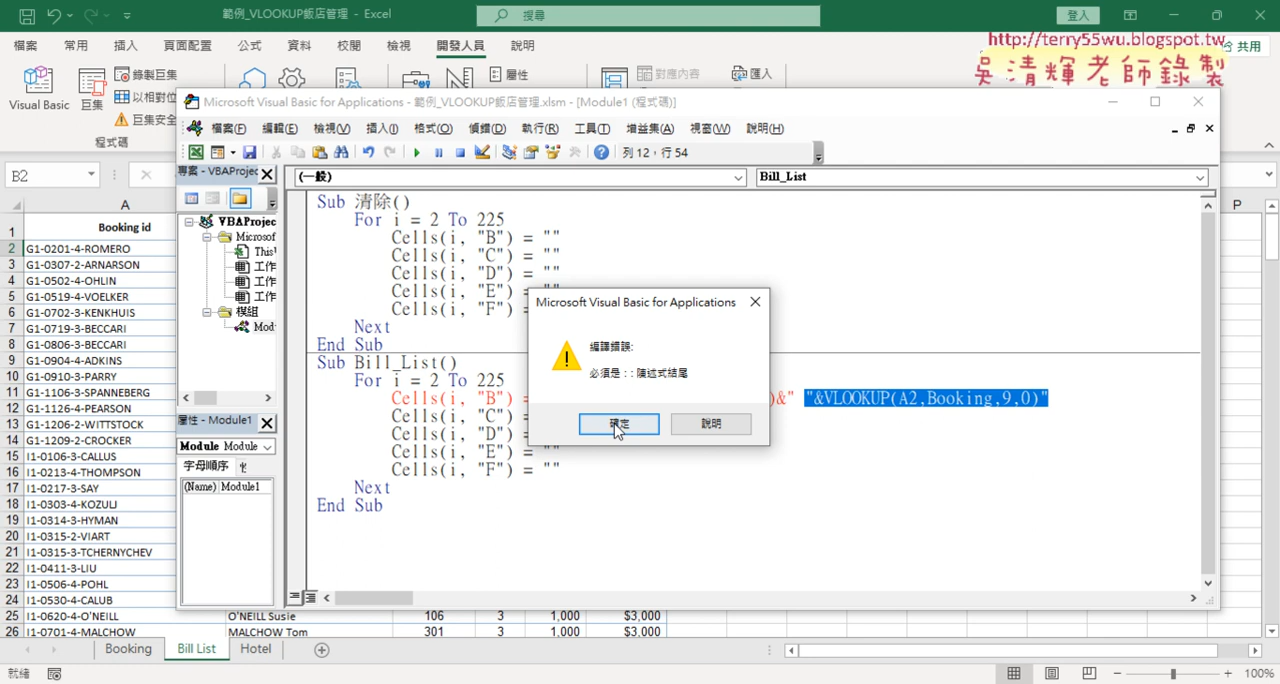 範例_VLOOKUP飯店管理 - Excel
搜尋
登入
檔案 常用 插入 頁面配置 公式 資料 校閱 檢視 開發人員 說明
共用
http://terry55wu.blogspot.tw
吳清輝老師錄製
Visual Basic
巨集
錄製巨集
以相對位
巨集安全
程式碼
屬性
對應內容
匯入
Microsoft Visual Basic for Applications - 範例_VLOOKUP飯店管理.xlsm - [Module1 (程式碼)]
檔案(F) 編輯(E) 檢視(V) 插入(I) 格式(O) 偵錯(D) 執行(R) 工具(T) 增益集(A) 視窗(W) 說明(H)
列 12，行 54
B2
專案 - VBAProjec
(一般)
Bill_List
VBAProjec
Microsof
This
工作
工作
工作
模組
Mod
屬性 - Module1
Module Module
字母順序
(Name) Module1
Sub 清除()
For i = 2 To 225
Cells(i, "B") = ""
Cells(i, "C") = ""
Cells(i, "D") = ""
Cells(i, "E") =
Cells(i, "F") =
Next
End Sub
Sub Bill_List()
For i = 2 To 225
Cells(i, "B") = )&" "&VLOOKUP(A2,Booking,9,0)"
Cells(i, "C")
Cells(i, "D")
Cells(i, "E") = ""
Cells(i, "F") = ""
Next
End Sub
Microsoft Visual Basic for Applications
編譯錯誤:
必須是: : 陳述式結尾
確定
說明
A
P
1 Booking id
2 G1-0201-4-ROMERO
3 G1-0307-2-ARNARSON
4 G1-0502-4-OHLIN
5 G1-0519-4-VOELKER
6 G1-0702-3-KENKHUIS
7 G1-0719-3-BECCARI
8 G1-0806-3-BECCARI
9 G1-0904-4-ADKINS
10 G1-0910-3-PARRY
11 G1-1106-3-SPANNEBERG
12 G1-1126-4-PEARSON
13 G1-1206-2-WITTSTOCK
14 G1-1209-2-CROCKER
15 I1-0106-3-CALLUS
16 I1-0213-4-THOMPSON
17 I1-0217-3-SAY
18 I1-0303-4-KOZULJ
19 I1-0314-3-HYMAN
20 I1-0315-2-VIART
21 I1-0315-3-TCHERNYCHEV
22 I1-0411-3-LIU
23 I1-0506-4-POHL
24 I1-0530-4-CALUB
25 I1-0620-4-O'NEILL O'NEILL Susie 106 3 1,000 $3,000
26 I1-0701-4-MALCHOW MALCHOW Tom 301 3 1,000 $3,000
Booking Bill List Hotel
就緒
100%